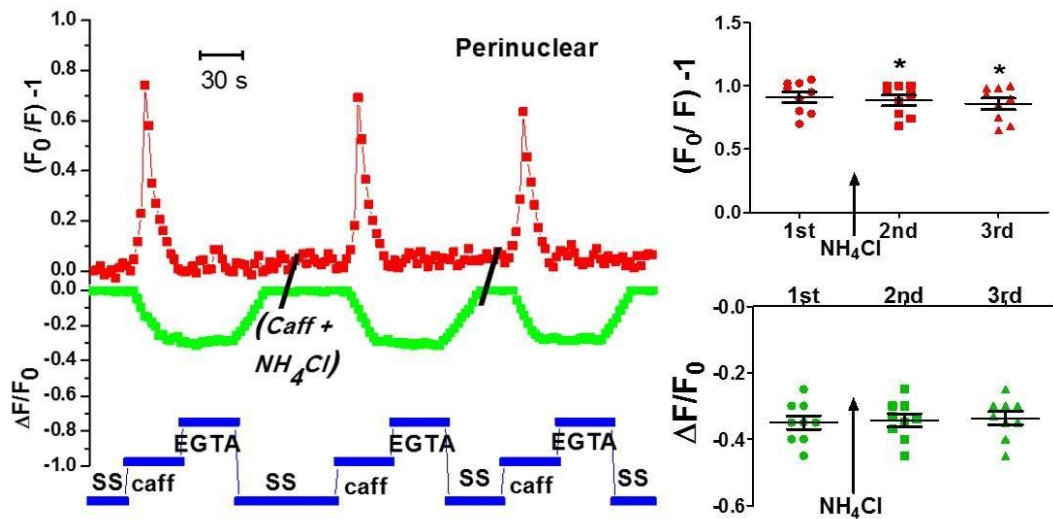 Perinuclear
30 s
(F0/F) -1
1.0
0.8
0.6
0.4
0.2
0.0
ΔF/F0
0.0
-0.2
-0.4
-0.6
-0.8
-1.0
(Caff +
NH4Cl)
EGTA EGTA EGTA
SS caff SS caff SS caff SS
(F0/ F) -1
1.5
1.0
0.5
0.0
* *
1st 2nd 3rd
NH4Cl
ΔF/F0
-0.0
-0.2
-0.4
-0.6
1st 2nd 3rd
NH4Cl